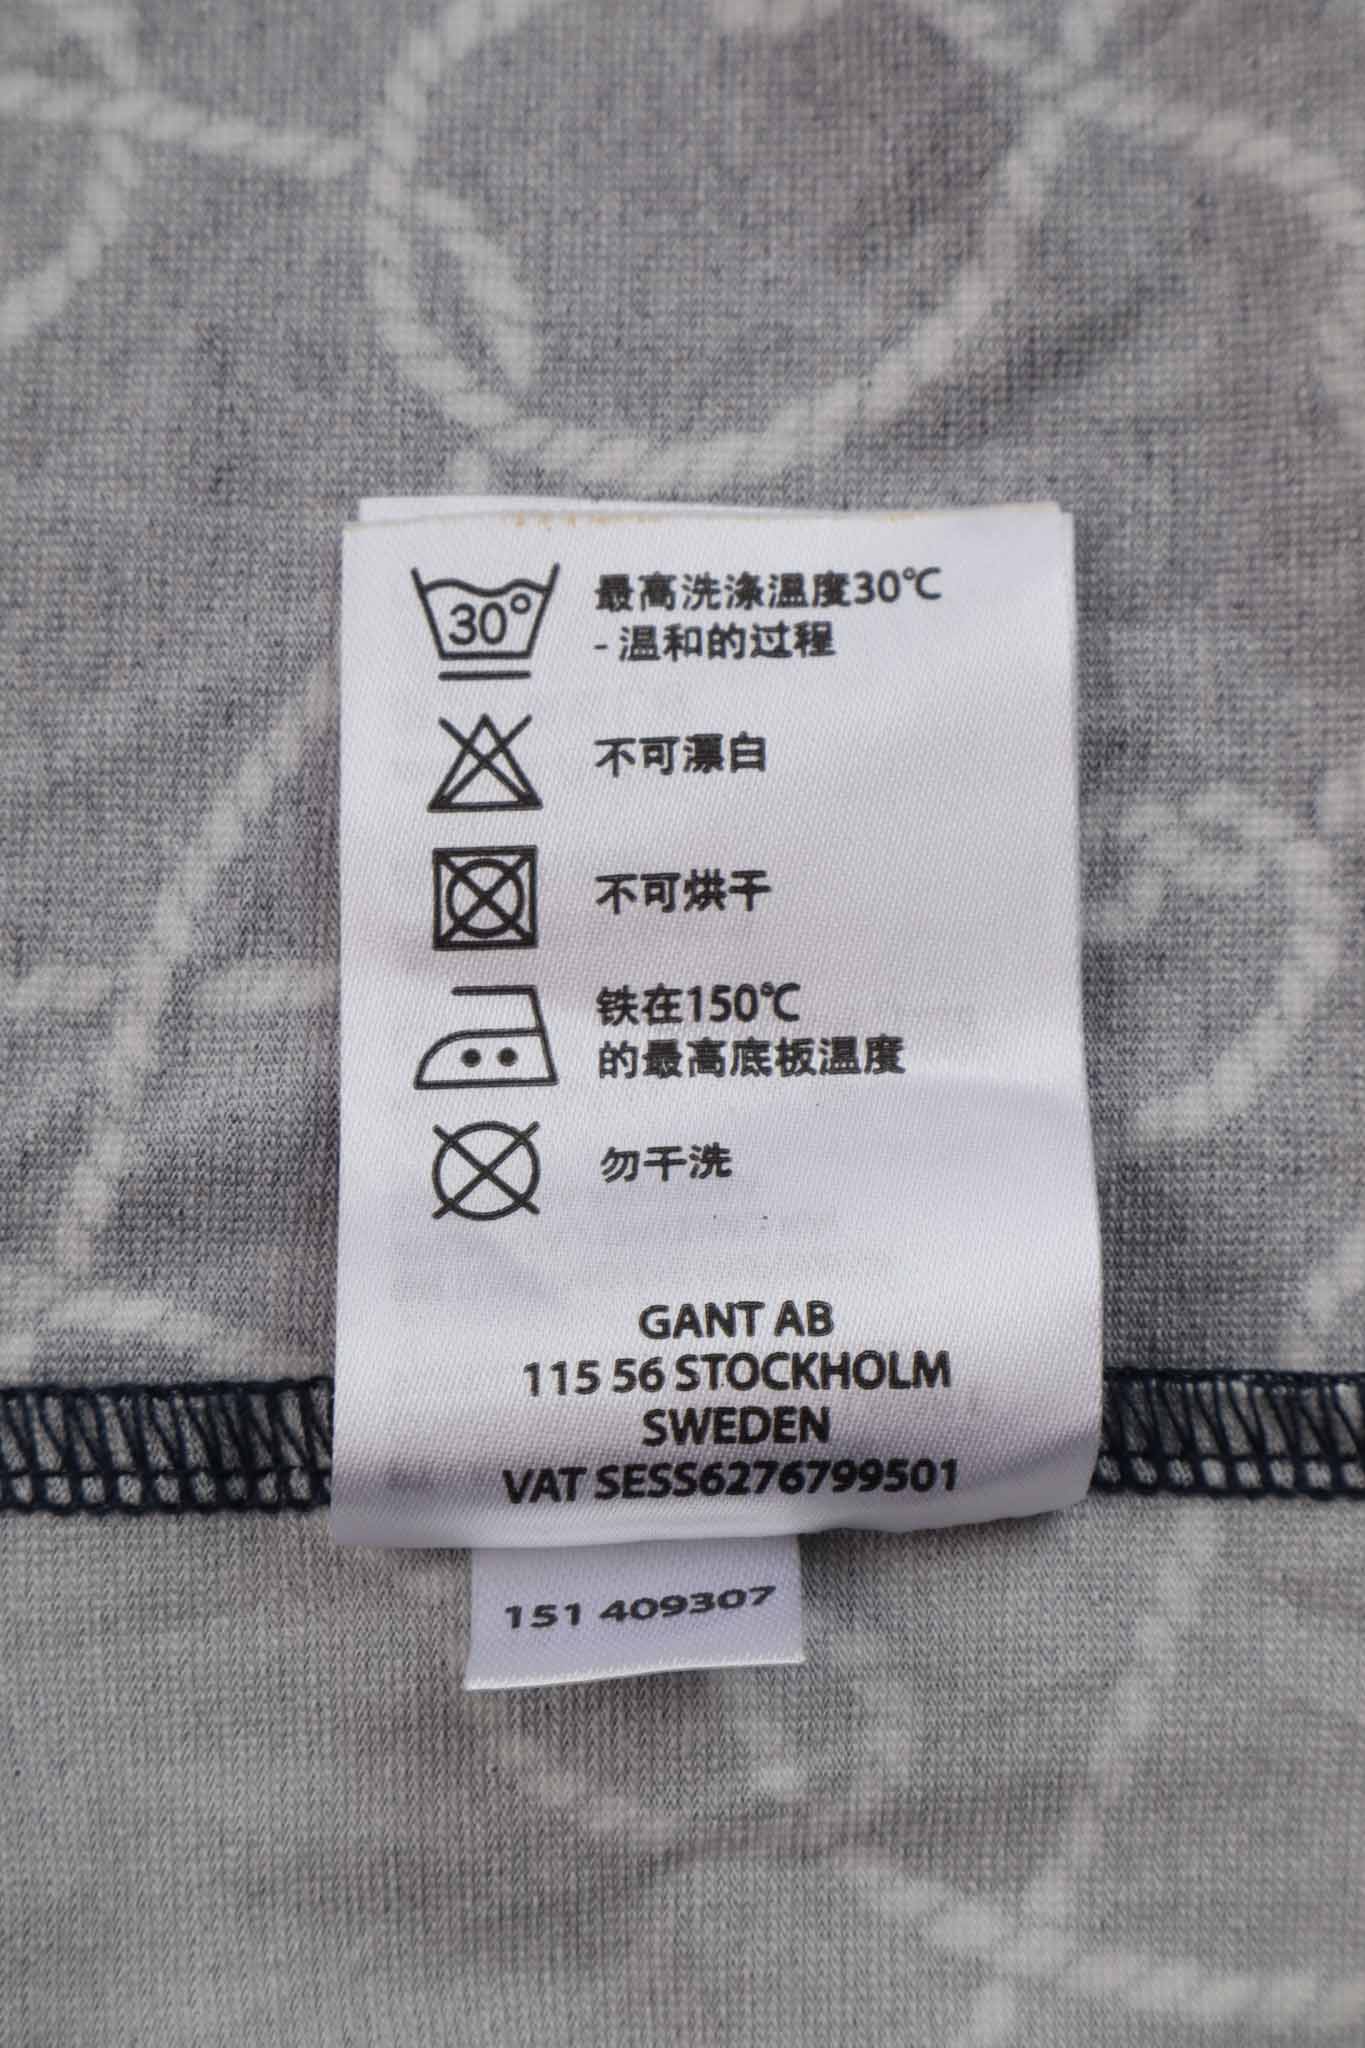 30°
最高洗涤温度30℃
- 温和的过程
不可漂白
不可烘干
铁在150℃
的最高底板温度
勿干洗
GANT AB
115 56 STOCKHOLM
SWEDEN
VAT SESS6276799501
151 409307